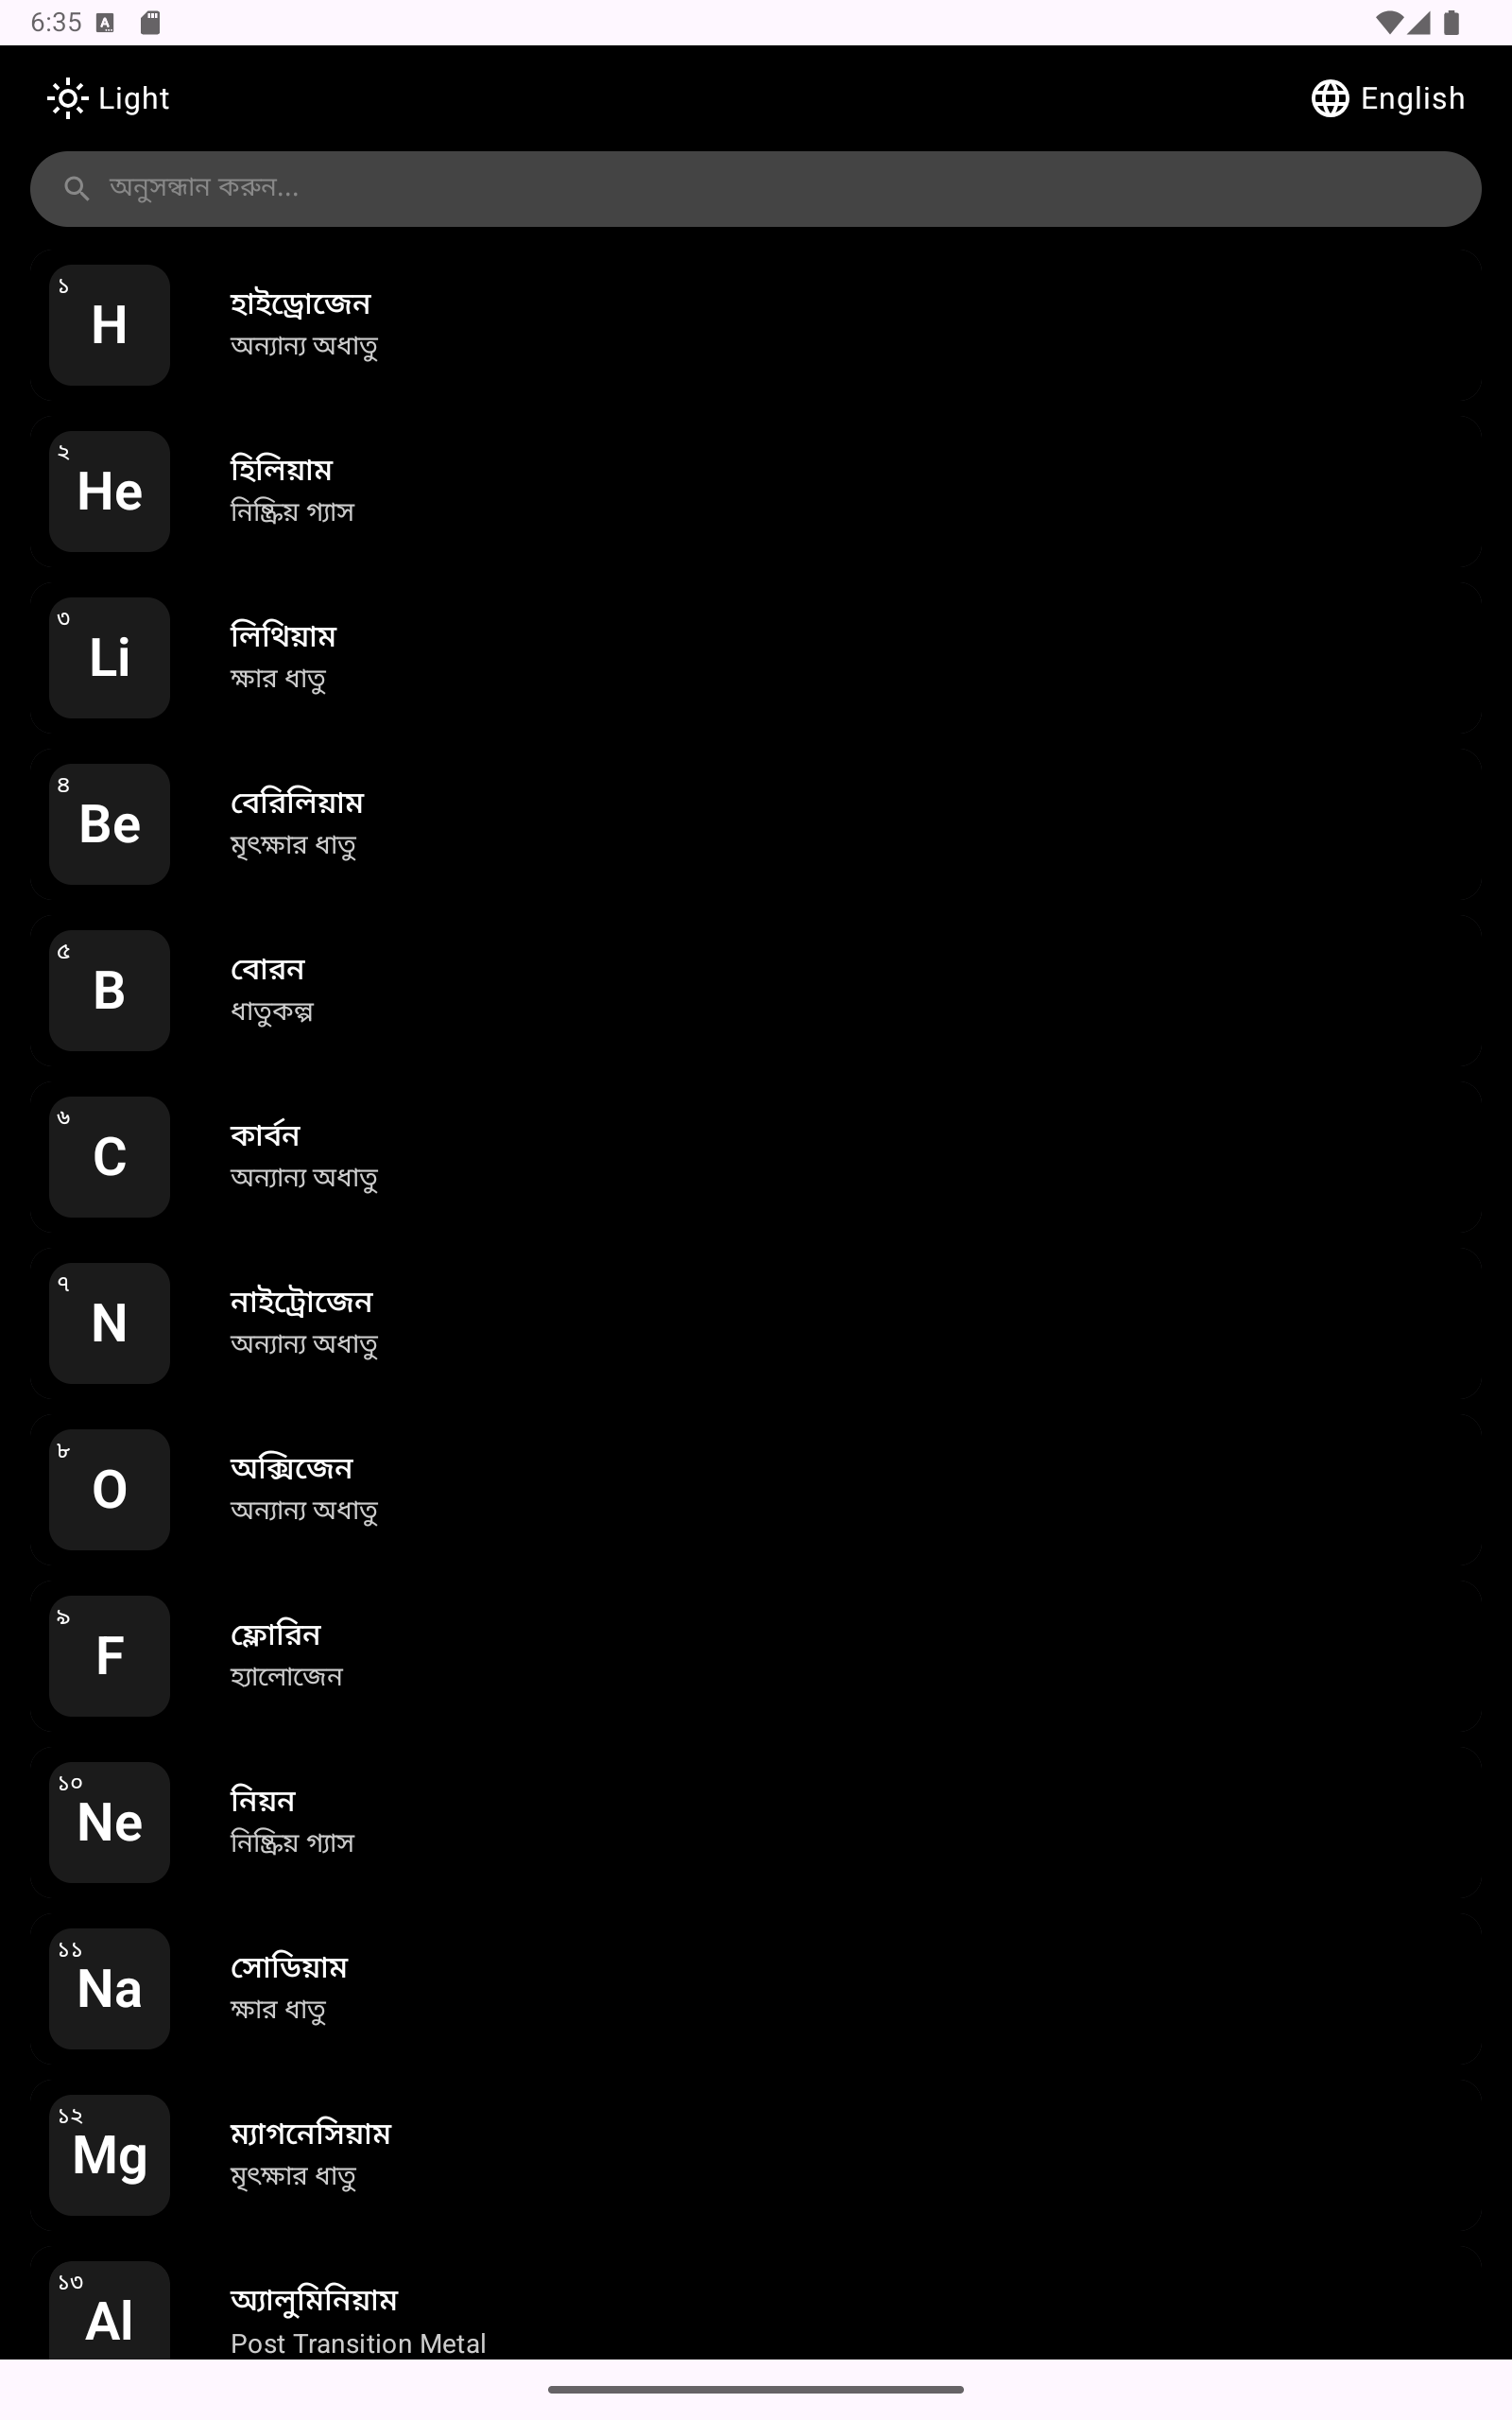 6:35
Light
English
অনুসন্ধান করুন...
১
H
হাইড্রোজেন
অন্যান্য অধাতু
২
He
হিলিয়াম
নিষ্ক্রিয় গ্যাস
৩
Li
লিথিয়াম
ক্ষার ধাতু
৪
Be
বেরিলিয়াম
মৃৎক্ষার ধাতু
৫
B
বোরন
ধাতুকল্প
৬
C
কার্বন
অন্যান্য অধাতু
৭
N
নাইট্রোজেন
অন্যান্য অধাতু
৮
O
অক্সিজেন
অন্যান্য অধাতু
৯
F
ফ্লোরিন
হ্যালোজেন
১০
Ne
নিয়ন
নিষ্ক্রিয় গ্যাস
১১
Na
সোডিয়াম
ক্ষার ধাতু
১২
Mg
ম্যাগনেসিয়াম
মৃৎক্ষার ধাতু
১৩
Al
অ্যালুমিনিয়াম
Post Transition Metal